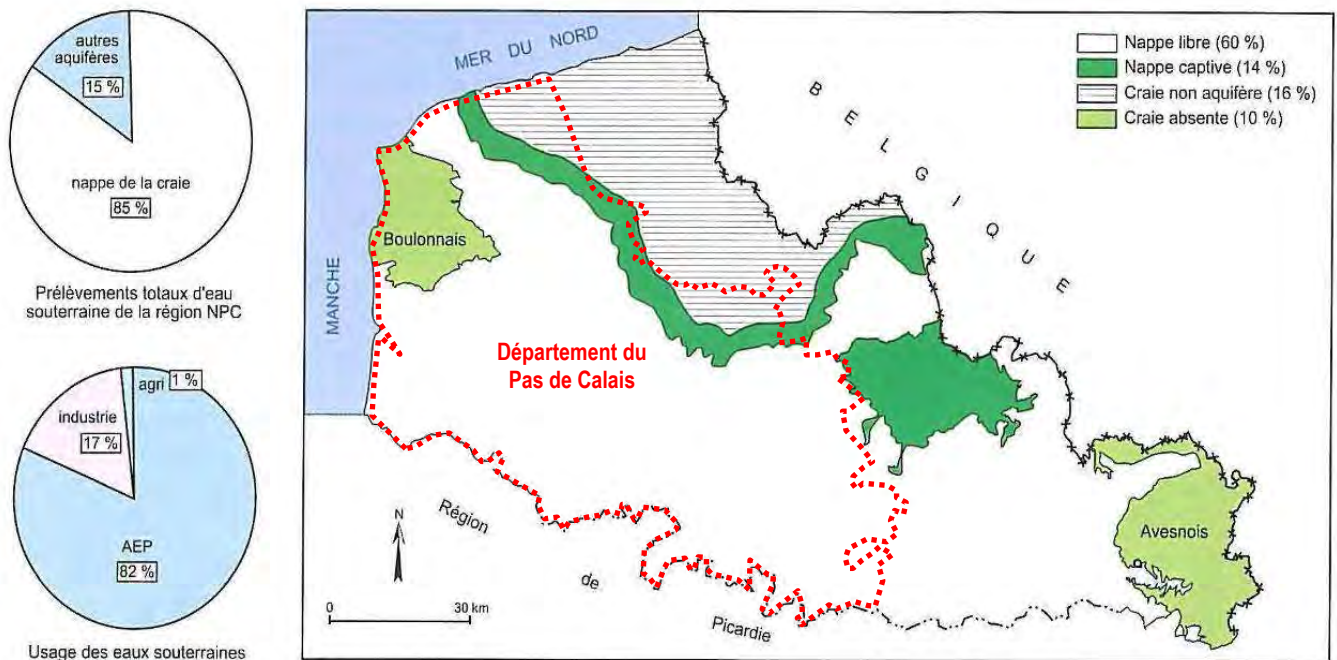 autres
aquifères
15 %
nappe de la craie
85 %
Prélèvements totaux d'eau
souterraine de la région NPC
agri 1 %
industrie
17 %
AEP
82 %
Usage des eaux souterraines
MER DU NORD
MANCHE
BELGIQUE
Nappe libre (60 %)
Nappe captive (14 %)
Craie non aquifère (16 %)
Craie absente (10 %)
Boulonnais
Département du
Pas de Calais
Avesnois
N
Région
de
Picardie
0 30 km